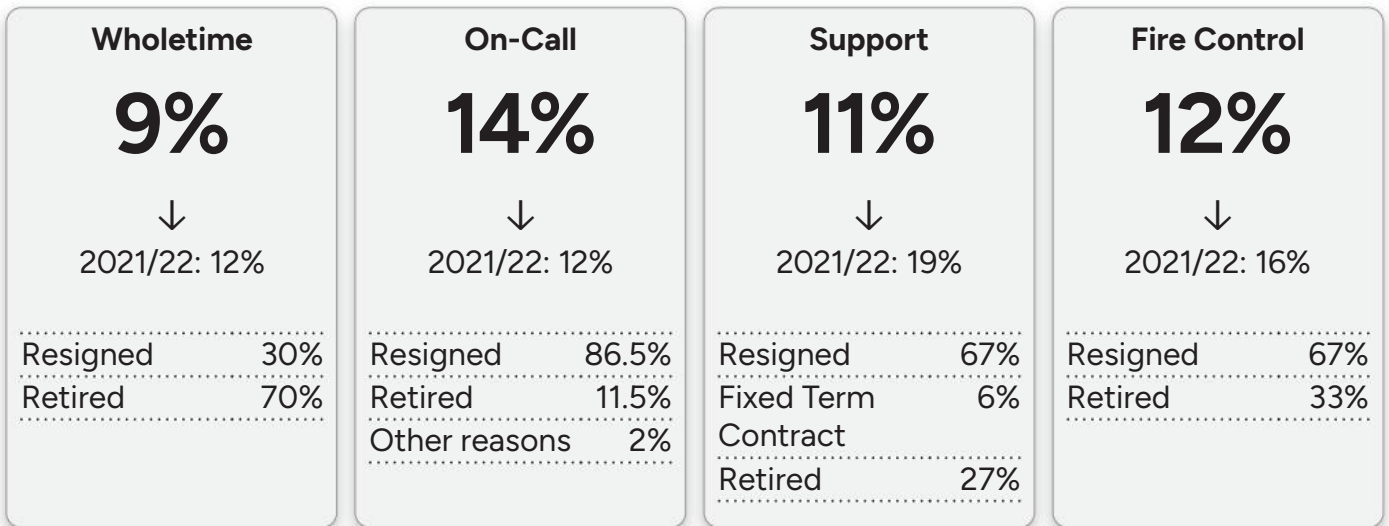 Wholetime
9%
↓
2021/22: 12%
Resigned 30%
Retired 70%
On-Call
14%
↓
2021/22: 12%
Resigned 86.5%
Retired 11.5%
Other reasons 2%
Support
11%
↓
2021/22: 19%
Resigned 67%
Fixed Term 6%
Contract
Retired 27%
Fire Control
12%
↓
2021/22: 16%
Resigned 67%
Retired 33%